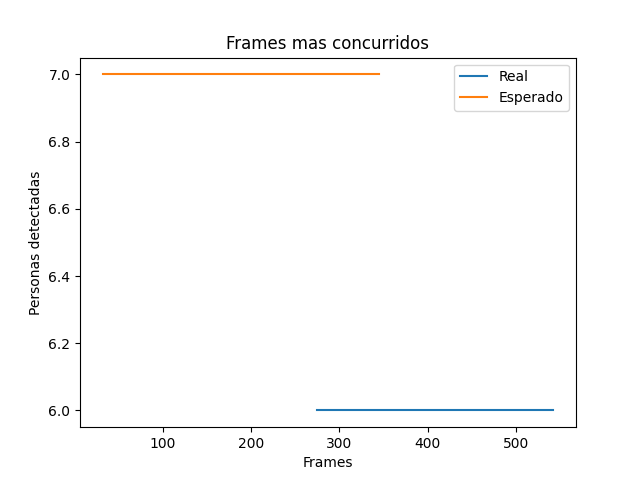 Frames mas concurridos
Real
Esperado
Personas detectadas
7.0
6.8
6.6
6.4
6.2
6.0
100 200 300 400 500
Frames